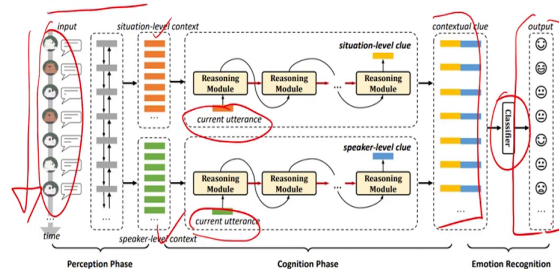 input
situation-level context
situation-level clue
contextual clue
output
Reasoning
Module
Reasoning
Module
...
Reasoning
Module
current utterance
speaker-level clue
Classifier
Reasoning
Module
Reasoning
Module
...
Reasoning
Module
current utterance
...
...
...
...
...
...
time
speaker-level context
Perception Phase
Cognition Phase
Emotion Recognition